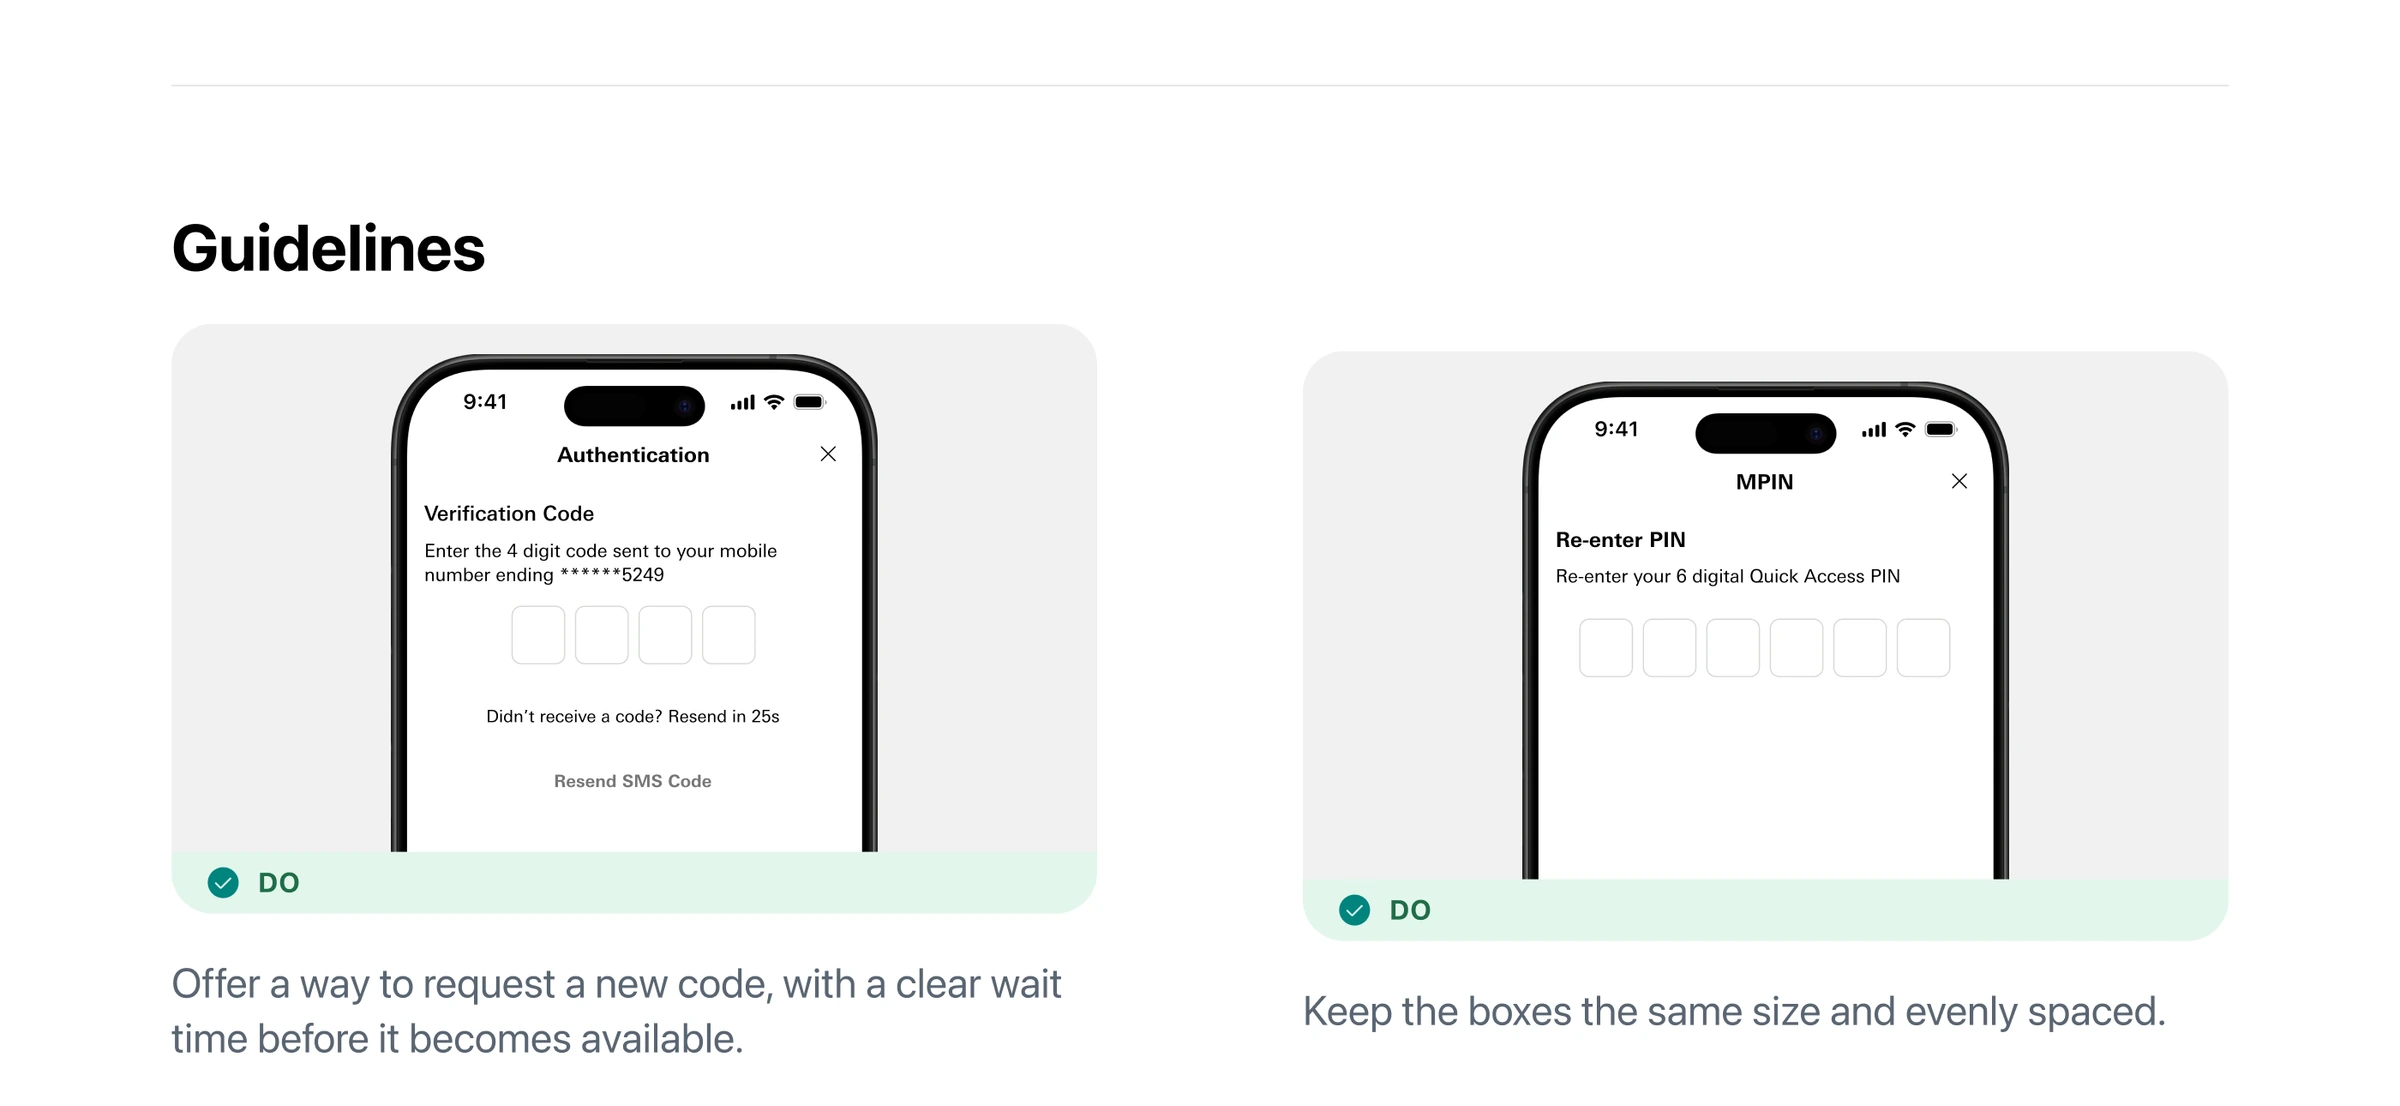 Guidelines
9:41
Authentication
Verification Code
Enter the 4 digit code sent to your mobile
number ending ******5249
Didn’t receive a code? Resend in 25s
Resend SMS Code
DO
Offer a way to request a new code, with a clear wait
time before it becomes available.
9:41
MPIN
Re-enter PIN
Re-enter your 6 digital Quick Access PIN
DO
Keep the boxes the same size and evenly spaced.